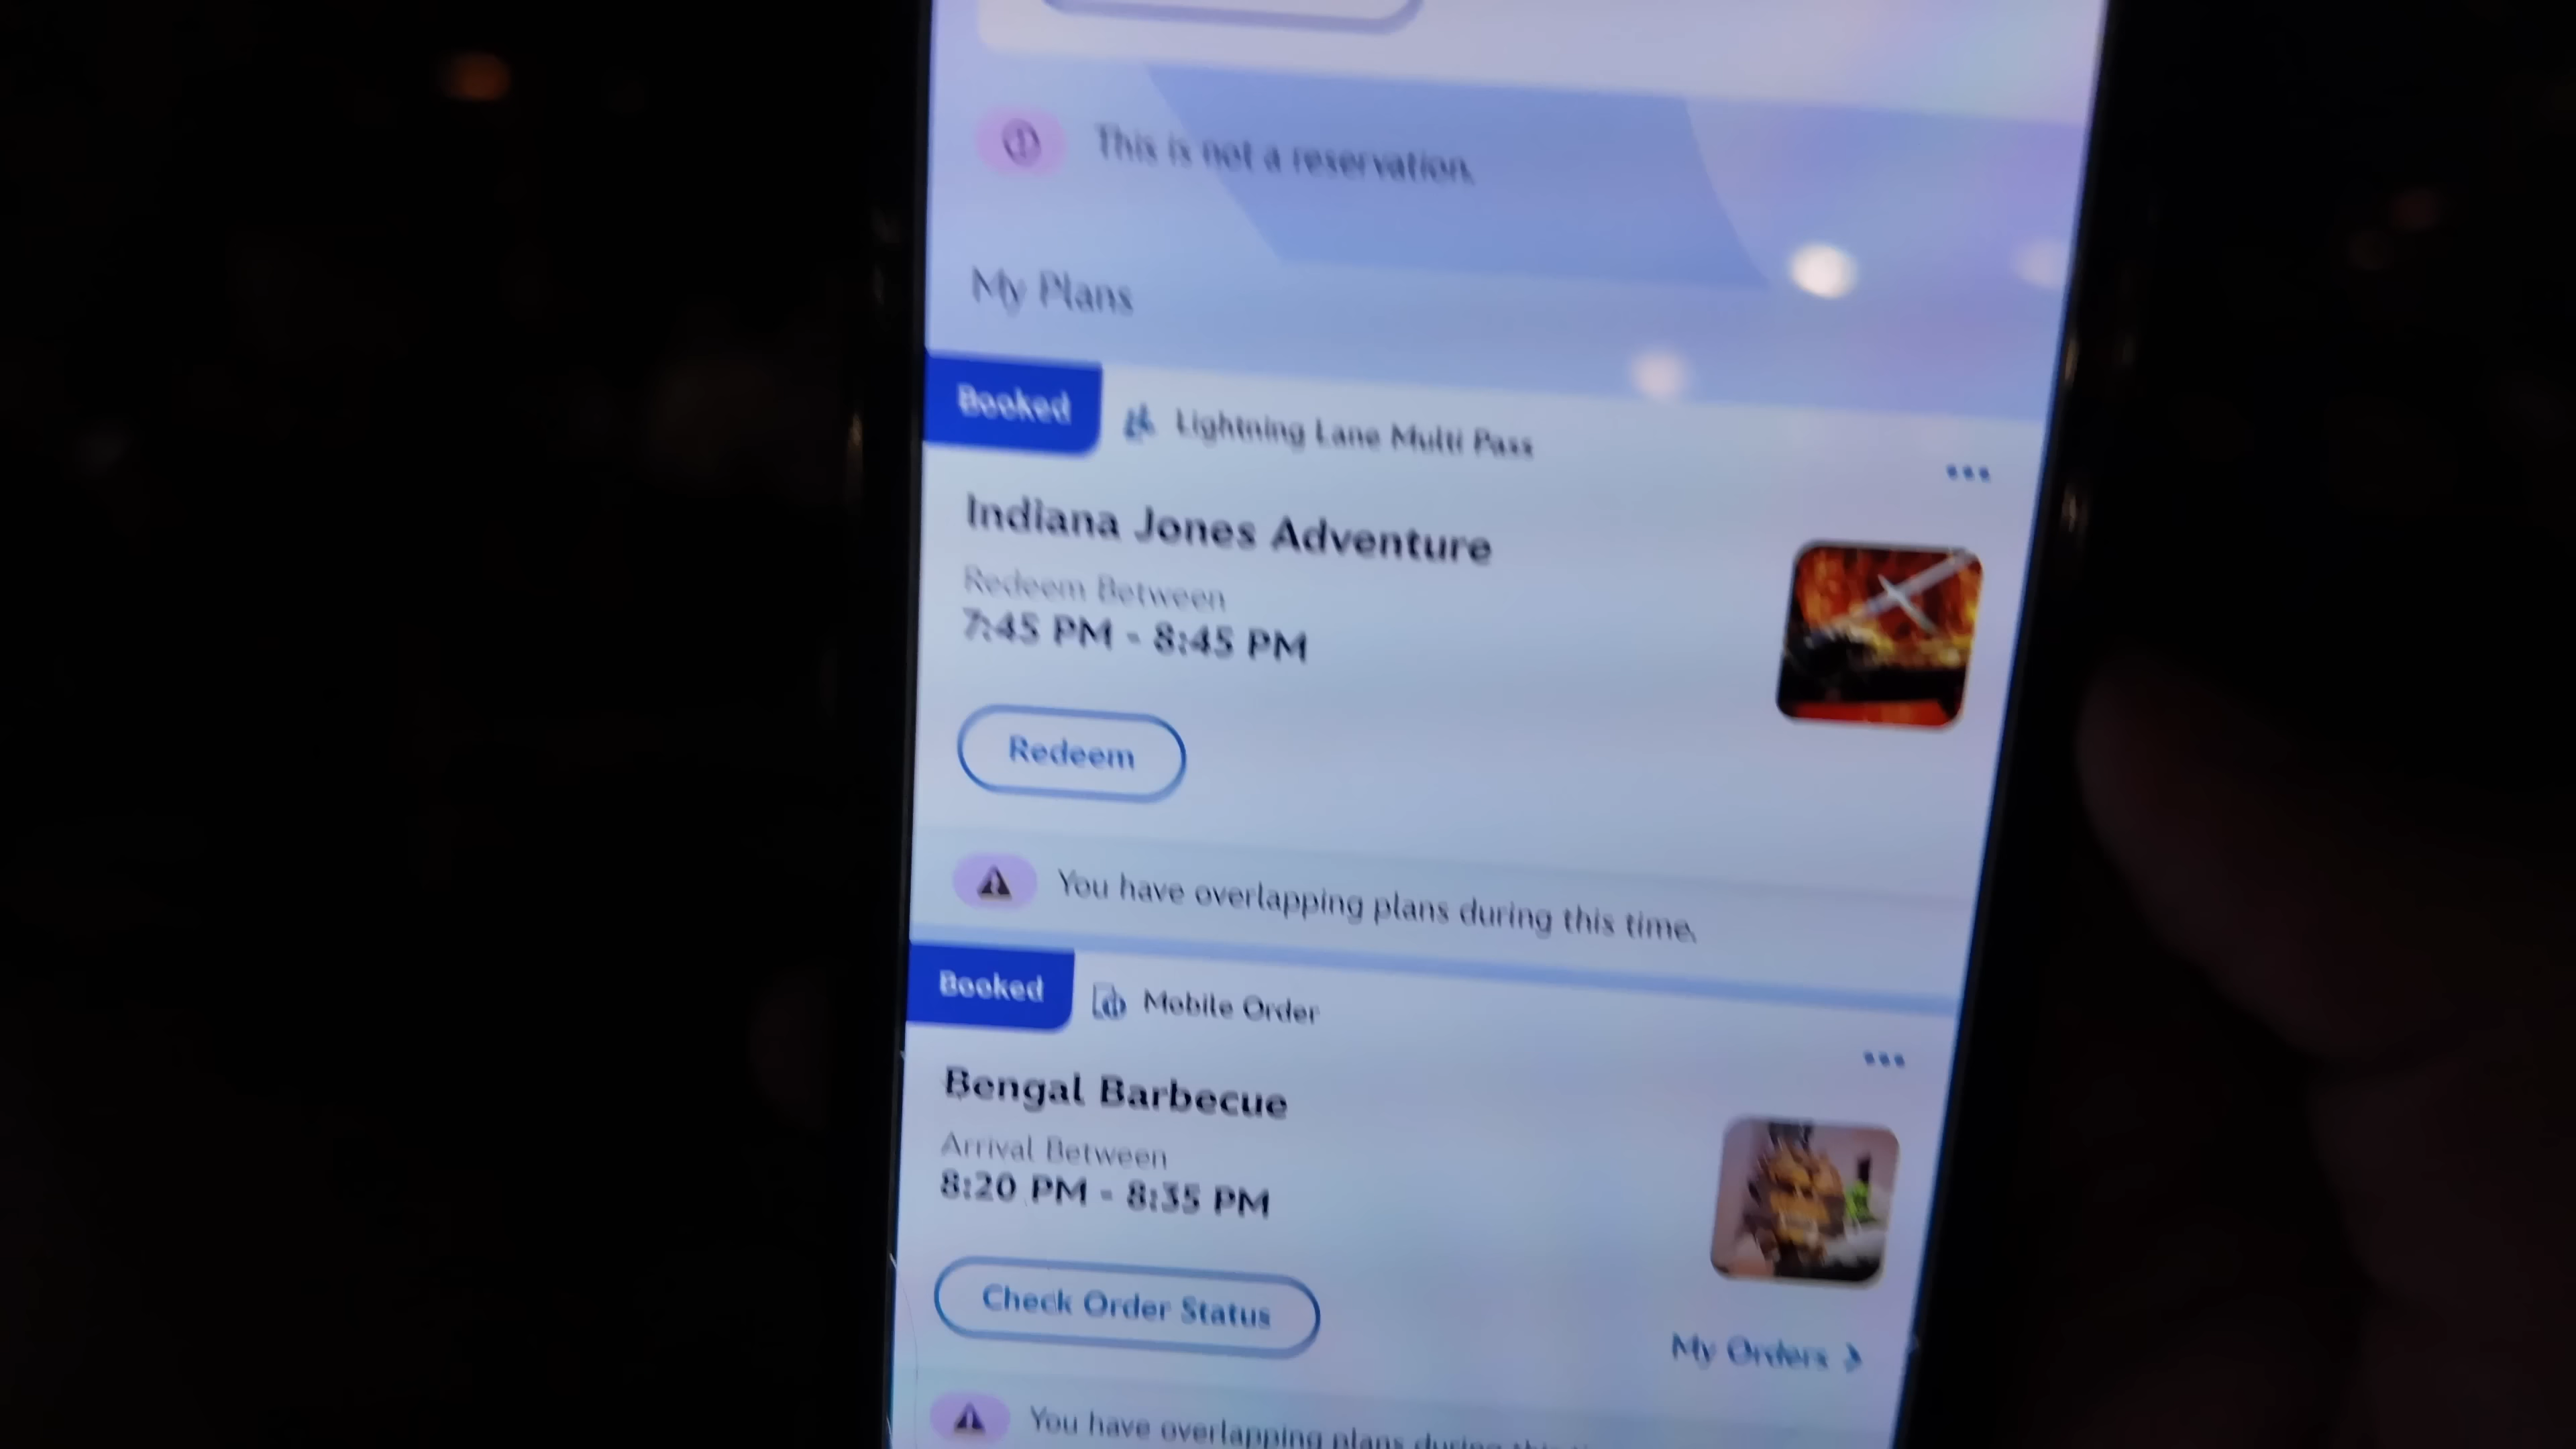 This is not a reservation.
My Plans
Booked
Lightning Lane Multi Pass
Indiana Jones Adventure
Redeem Between
7:45 PM - 8:45 PM
Redeem
You have overlapping plans during this time.
Booked
Mobile Order
Bengal Barbecue
Arrival Between
8:20 PM - 8:35 PM
Check Order Status
My Orders
You have overlapping plans during